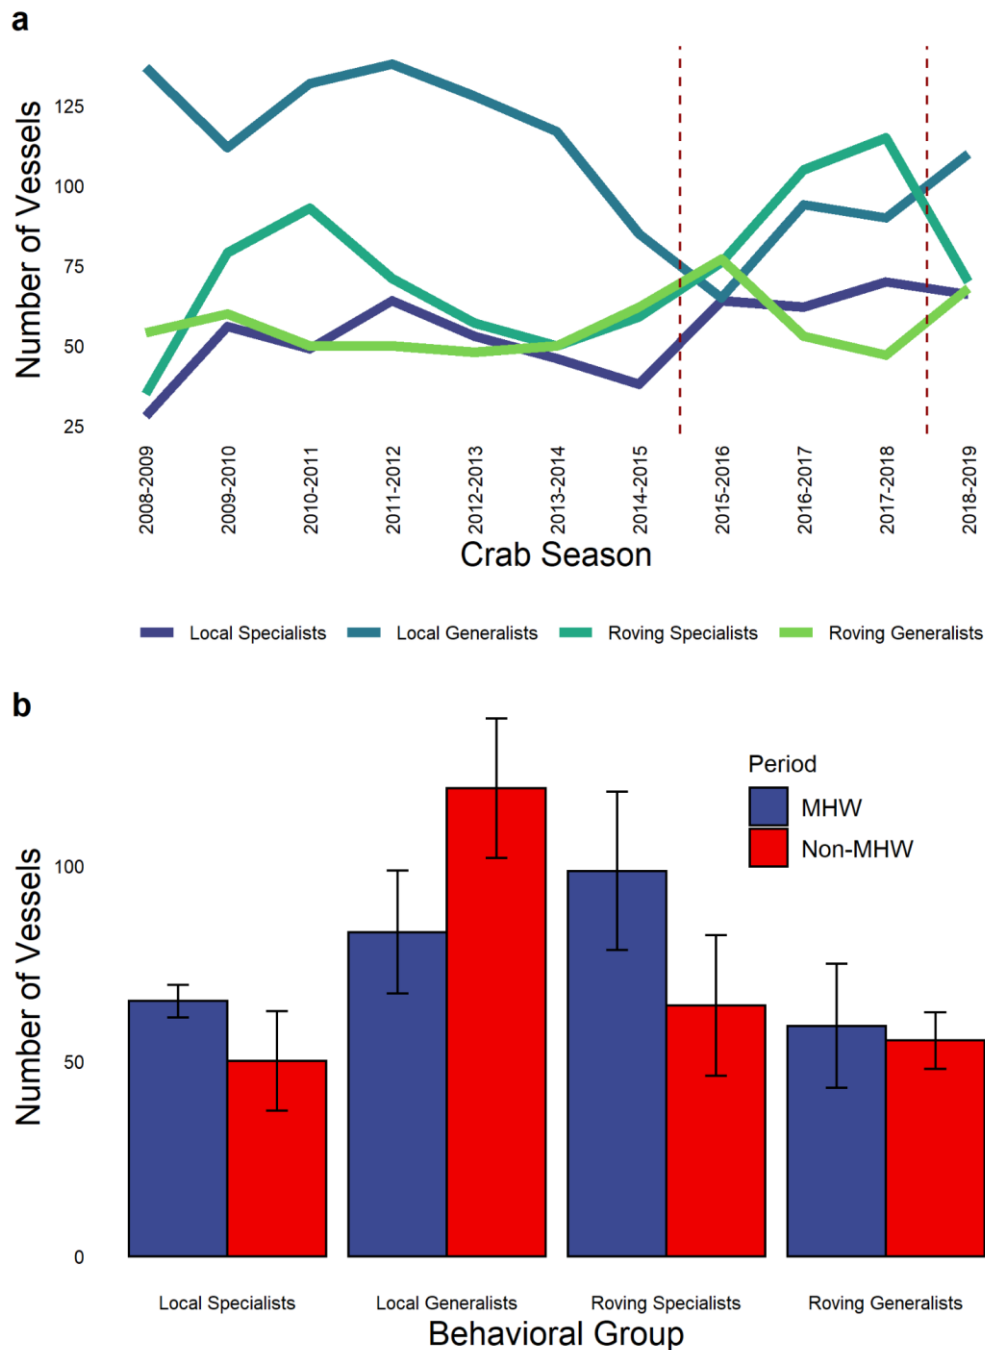 a
Number of Vessels
125
100
75
50
25
2008-2009
2009-2010
2010-2011
2011-2012
2012-2013
2013-2014
2014-2015
2015-2016
2016-2017
2017-2018
2018-2019
Crab Season
Local Specialists
Local Generalists
Roving Specialists
Roving Generalists
b
Number of Vessels
100
50
0
Period
MHW
Non-MHW
Local Specialists
Local Generalists
Roving Specialists
Roving Generalists
Behavioral Group